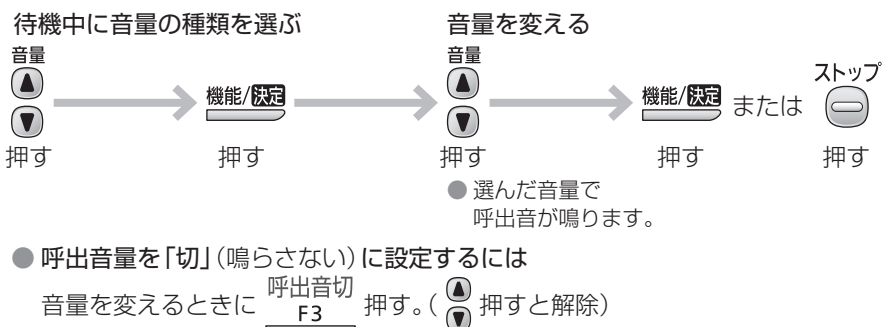 待機中に音量の種類を選ぶ
音量を変える
音量
機能/決定
音量
機能/決定
または
ストップ
押す
押す
押す
押す
押す
● 選んだ音量で
呼出音が鳴ります。
● 呼出音量を「切」(鳴らさない)に設定するには
音量を変えるときに 呼出音切 F3 押す。( 押すと解除)